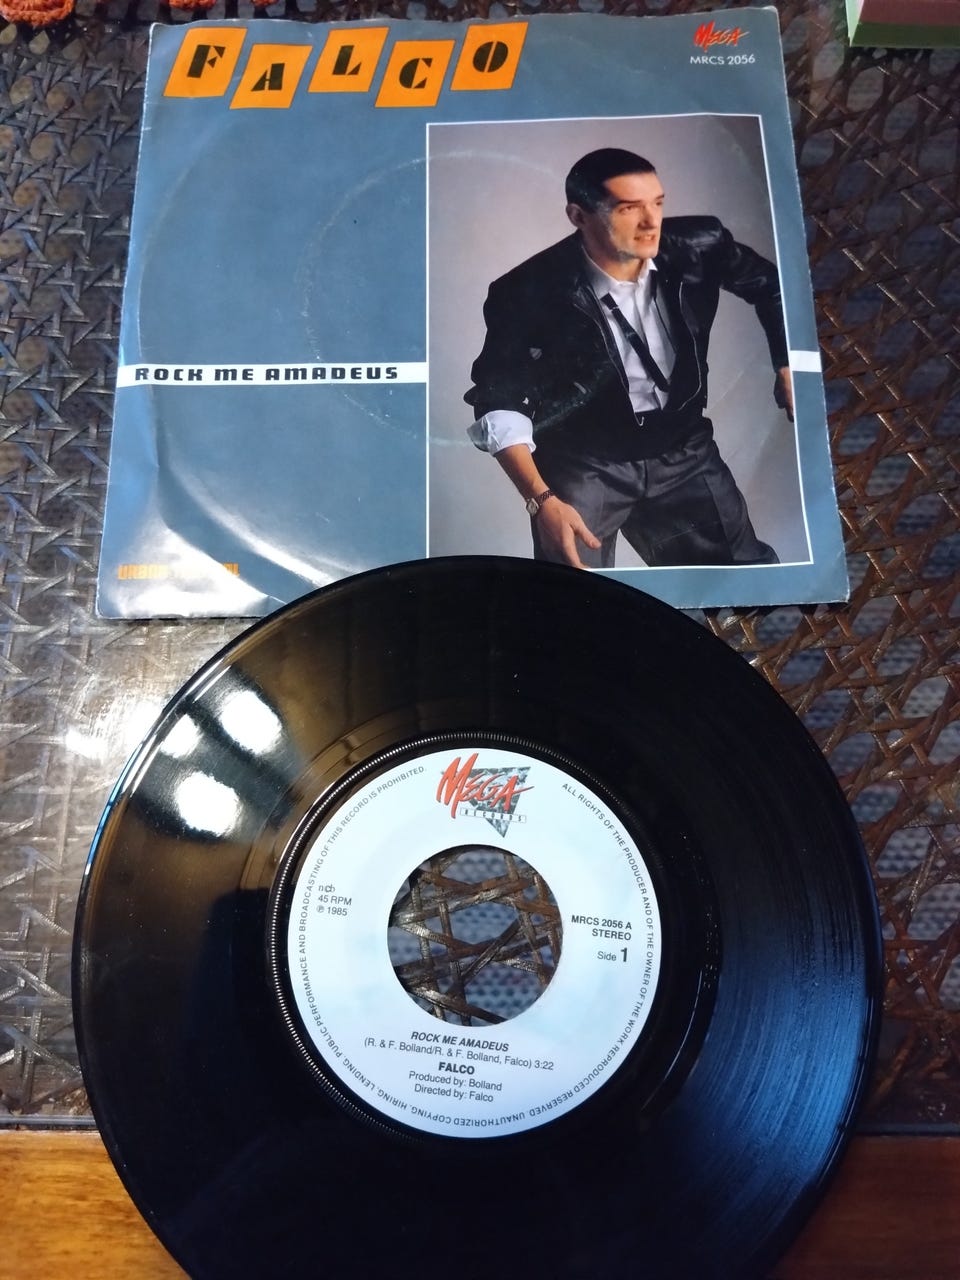 FALCO
MEGA
MRCS 2056
ROCK ME AMADEUS
MEGA
RECORDS
ALL RIGHTS OF THE PRODUCER AND OF THE OWNER OF THE WORK REPRODUCED RESERVED. UNAUTHORIZED COPYING, HIRING, LENDING, PUBLIC PERFORMANCE AND BROADCASTING OF THIS RECORD IS PROHIBITED.
ncb
45 RPM
℗ 1985
MRCS 2056 A
STEREO
Side 1
ROCK ME AMADEUS
(R. & F. Bolland/R. & F. Bolland, Falco) 3:22
FALCO
Produced by: Bolland
Directed by: Falco